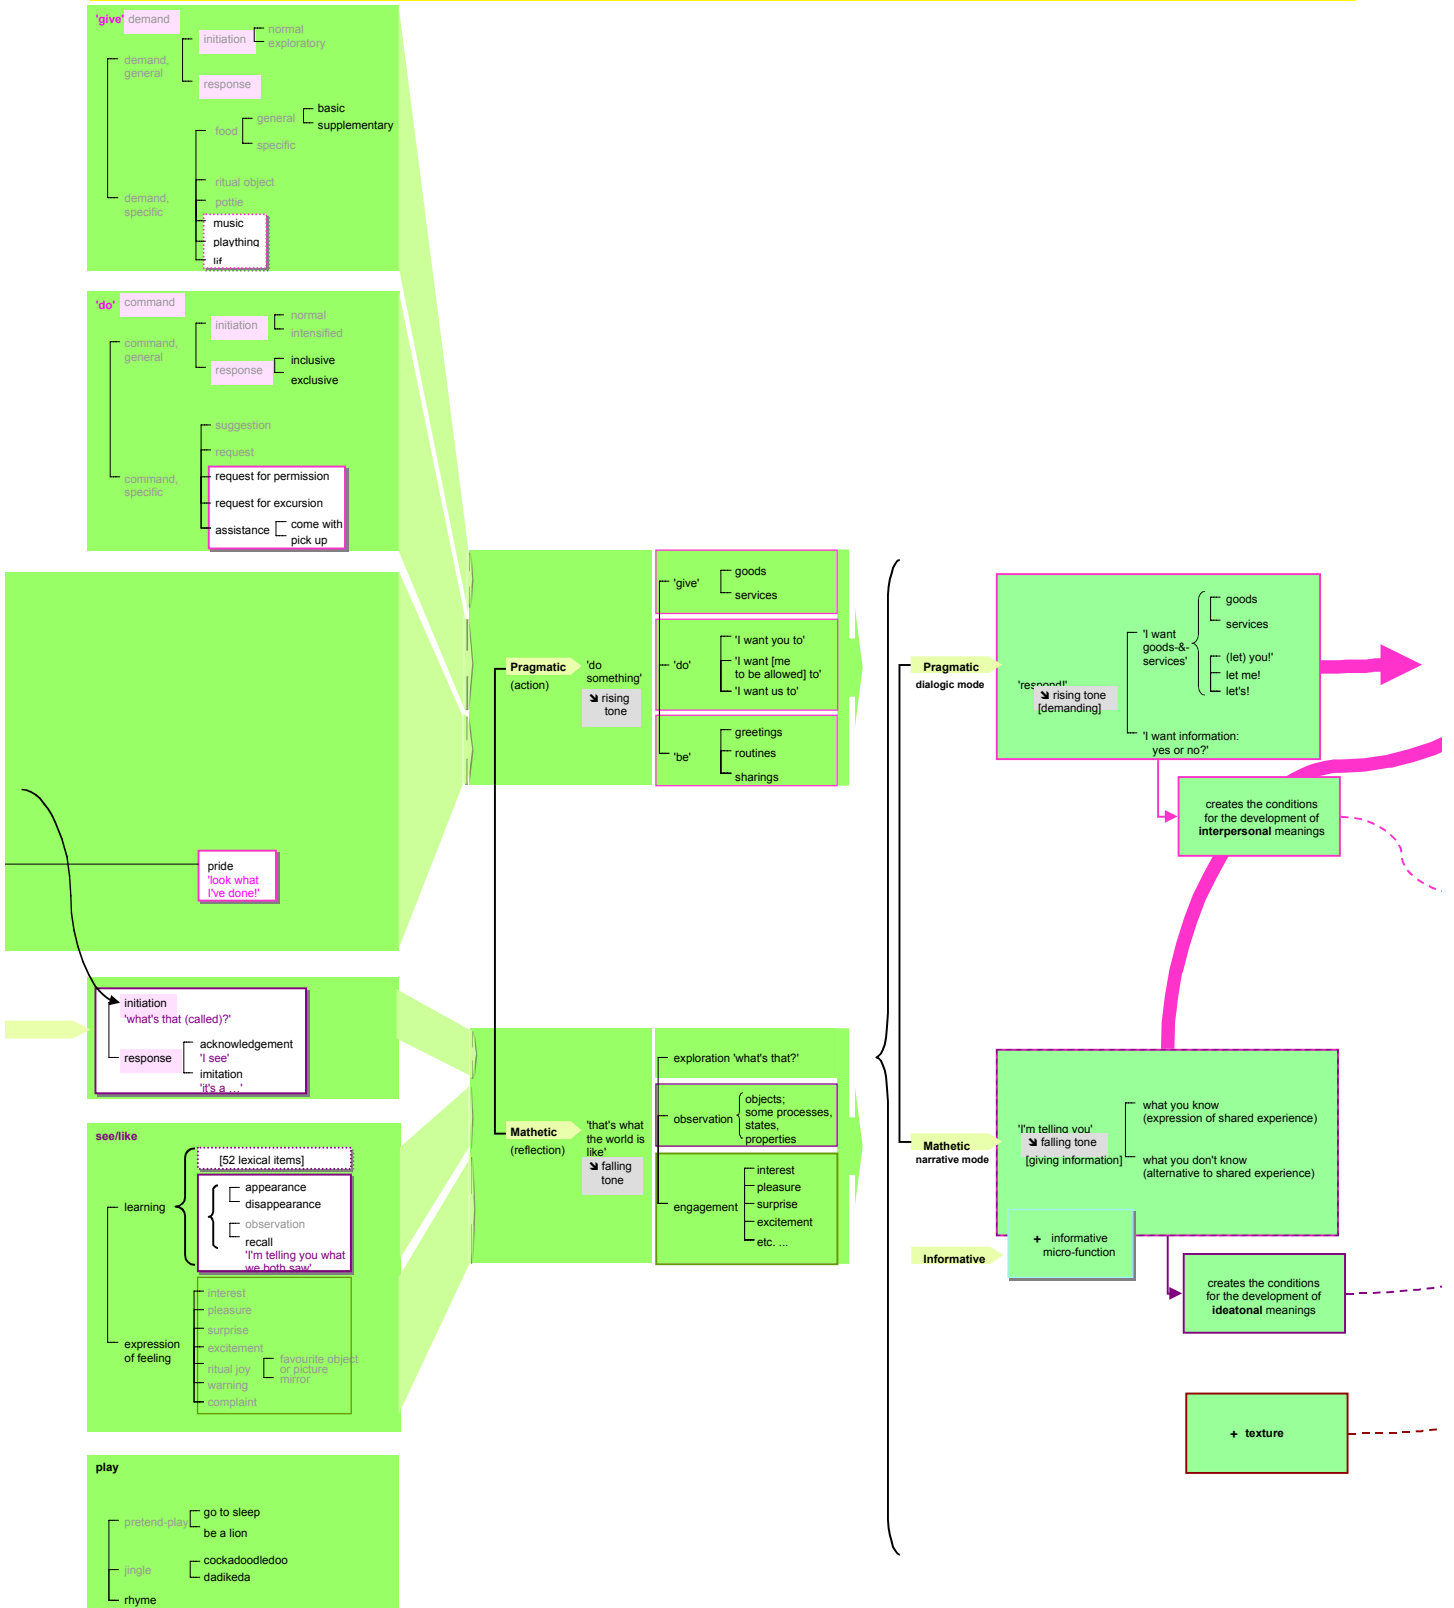 'give' demand
demand,
general
initiation
normal
exploratory
response
demand,
specific
food
general
basic
supplementary
specific
ritual object
pottie
music
plaything
lif
'do' command
command,
general
initiation
normal
intensified
response
inclusive
exclusive
command,
specific
suggestion
request
request for permission
request for excursion
assistance
come with
pick up
pride
'look what
I've done!'
initiation
'what's that (called)?'
response
acknowledgement
'I see'
imitation
'it's a ...'
see/like
learning
[52 lexical items]
appearance
disappearance
observation
recall
'I'm telling you what
we both saw'
expression
of feeling
interest
pleasure
surprise
excitement
ritual joy
favourite object
or picture
mirror
warning
complaint
play
pretend-play
go to sleep
be a lion
jingle
cockadoodledoo
dadikeda
rhyme
Pragmatic
(action)
'do
something'
➘ rising
tone
'give'
goods
services
'do'
'I want you to'
'I want [me
to be allowed] to'
'I want us to'
'be'
greetings
routines
sharings
Mathetic
(reflection)
'that's what
the world is
like'
➘ falling
tone
exploration 'what's that?'
observation
objects;
some processes,
states,
properties
engagement
interest
pleasure
surprise
excitement
etc. ...
Pragmatic
dialogic mode
'respond!'
➘ rising tone
[demanding]
'I want
goods-&-
services'
goods
services
(let) you!'
let me!
let's!
'I want information:
yes or no?'
creates the conditions
for the development of
interpersonal meanings
Mathetic
narrative mode
'I'm telling you'
➘ falling tone
[giving information]
what you know
(expression of shared experience)
what you don't know
(alternative to shared experience)
Informative
+ informative
micro-function
creates the conditions
for the development of
ideatonal meanings
+ texture